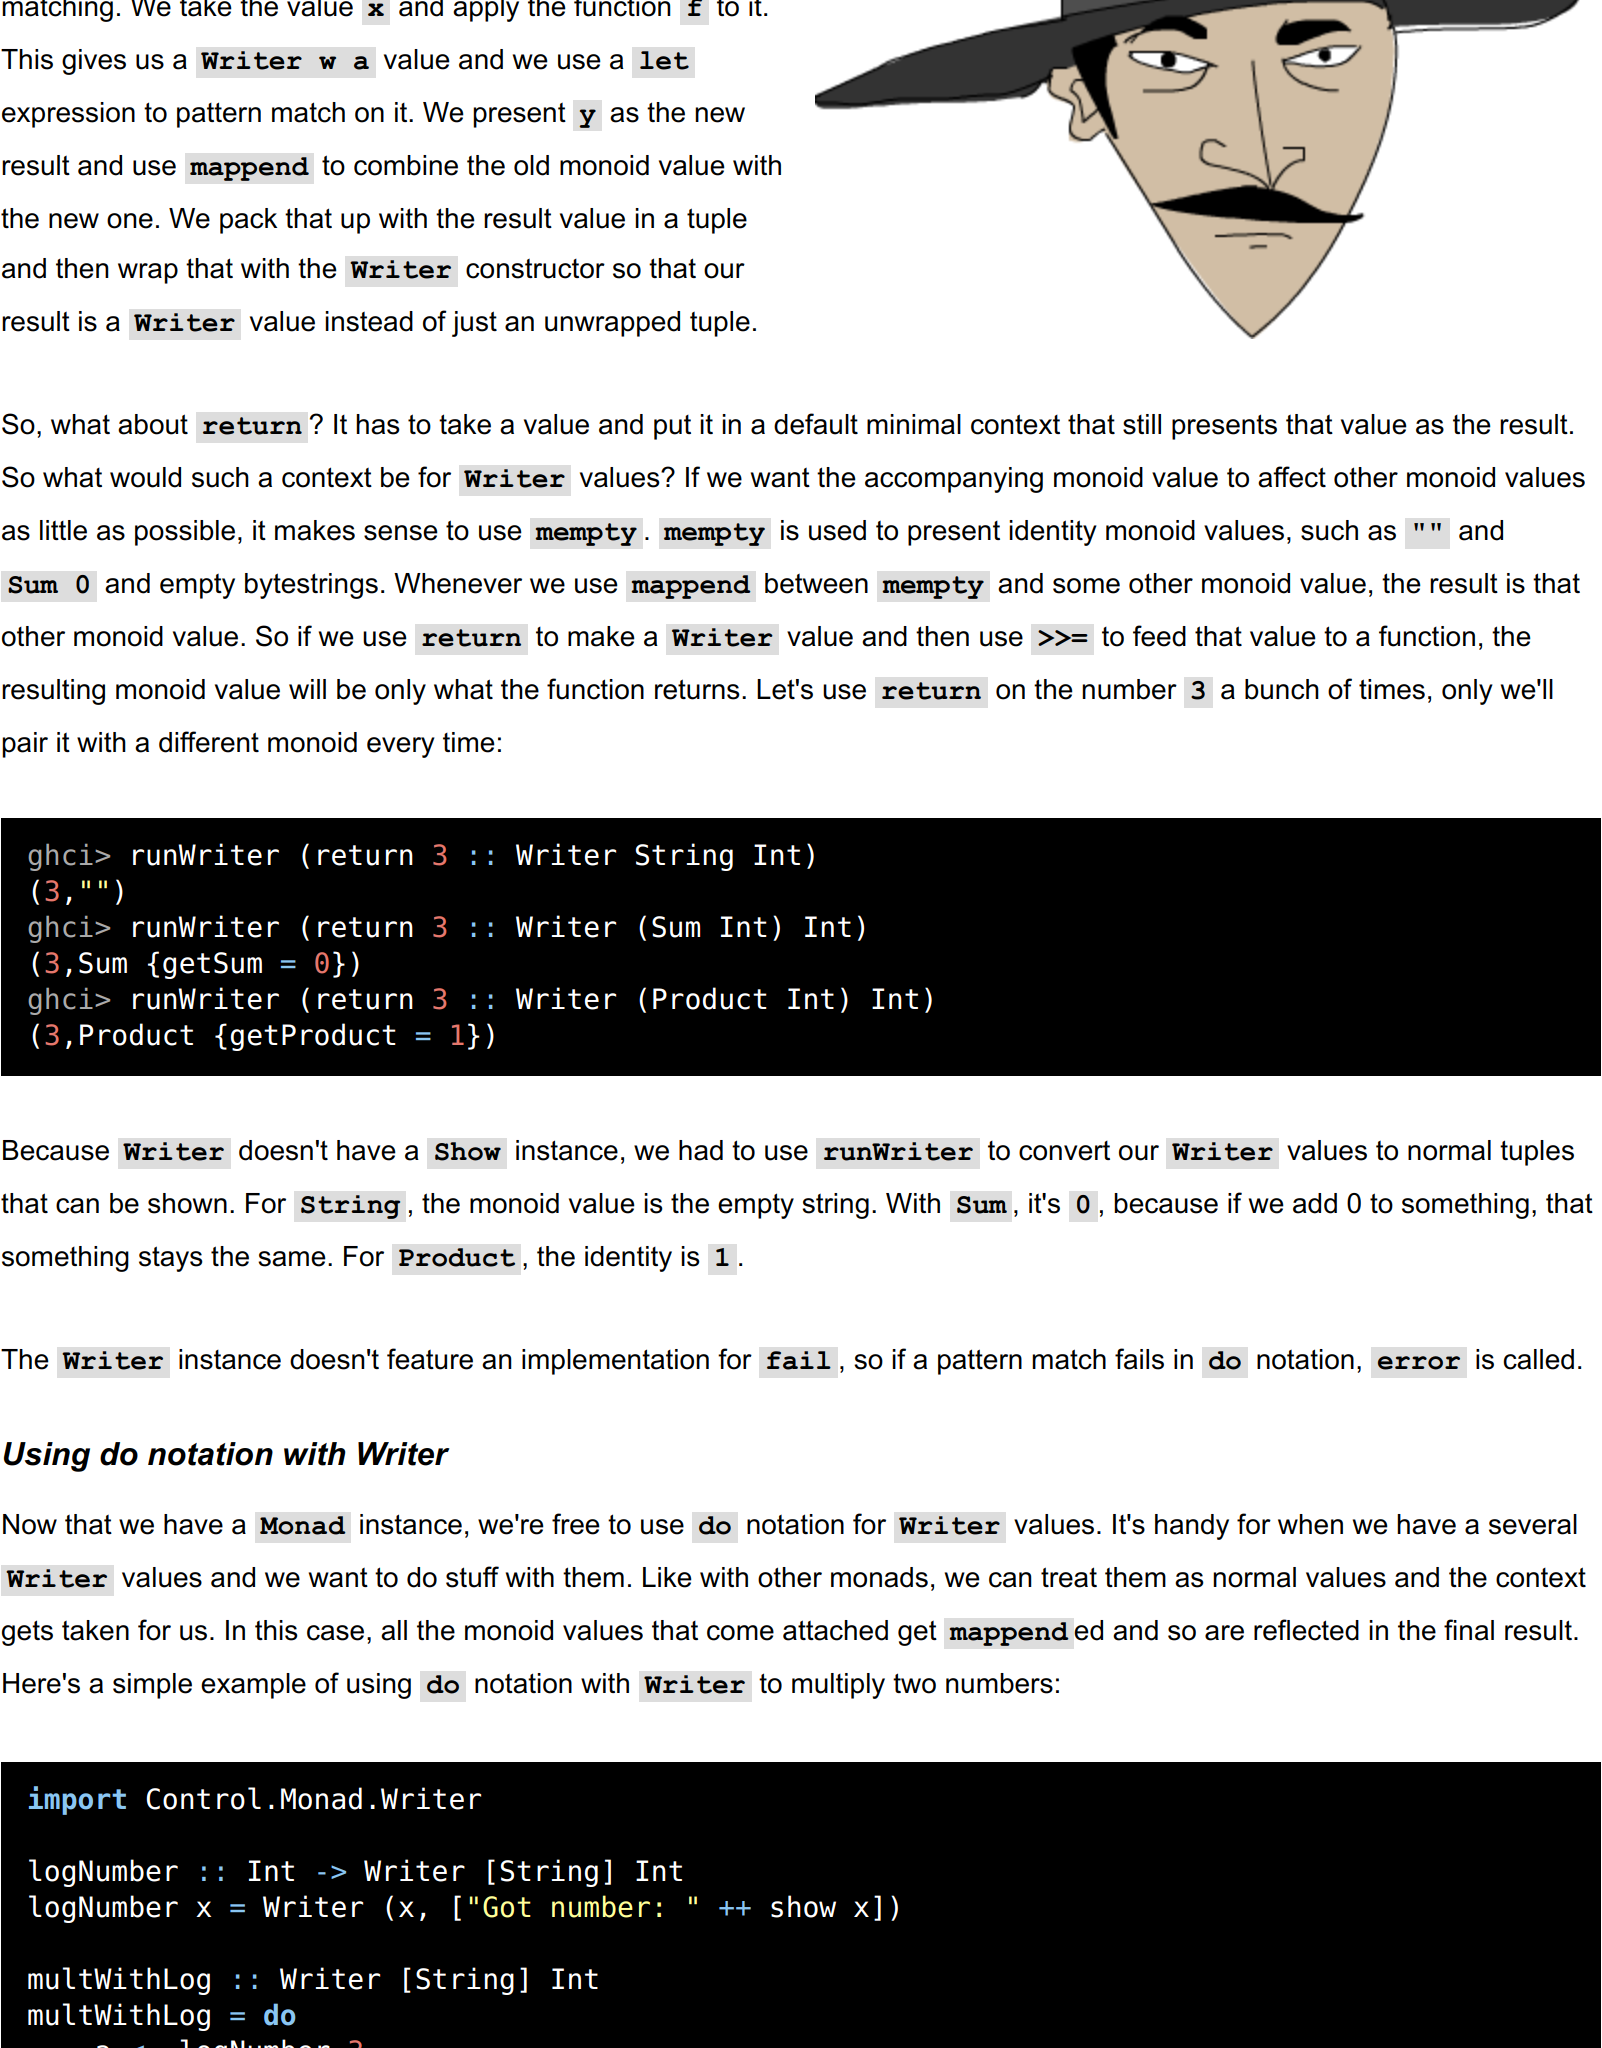 matching. We take the value x and apply the function f to it.
This gives us a Writer w a value and we use a let
expression to pattern match on it. We present y as the new
result and use mappend to combine the old monoid value with
the new one. We pack that up with the result value in a tuple
and then wrap that with the Writer constructor so that our
result is a Writer value instead of just an unwrapped tuple.
So, what about return? It has to take a value and put it in a default minimal context that still presents that value as the result.
So what would such a context be for Writer values? If we want the accompanying monoid value to affect other monoid values
as little as possible, it makes sense to use mempty. mempty is used to present identity monoid values, such as "" and
Sum 0 and empty bytestrings. Whenever we use mappend between mempty and some other monoid value, the result is that
other monoid value. So if we use return to make a Writer value and then use >>= to feed that value to a function, the
resulting monoid value will be only what the function returns. Let's use return on the number 3 a bunch of times, only we'll
pair it with a different monoid every time:
ghci> runWriter (return 3 :: Writer String Int)
(3,"")
ghci> runWriter (return 3 :: Writer (Sum Int) Int)
(3,Sum {getSum = 0})
ghci> runWriter (return 3 :: Writer (Product Int) Int)
(3,Product {getProduct = 1})
Because Writer doesn't have a Show instance, we had to use runWriter to convert our Writer values to normal tuples
that can be shown. For String, the monoid value is the empty string. With Sum, it's 0, because if we add 0 to something, that
something stays the same. For Product, the identity is 1.
The Writer instance doesn't feature an implementation for fail, so if a pattern match fails in do notation, error is called.
Using do notation with Writer
Now that we have a Monad instance, we're free to use do notation for Writer values. It's handy for when we have a several
Writer values and we want to do stuff with them. Like with other monads, we can treat them as normal values and the context
gets taken for us. In this case, all the monoid values that come attached get mappended and so are reflected in the final result.
Here's a simple example of using do notation with Writer to multiply two numbers:
import Control.Monad.Writer
logNumber :: Int -> Writer [String] Int
logNumber x = Writer (x, ["Got number: " ++ show x])
multWithLog :: Writer [String] Int
multWithLog = do
a <- logNumber 3